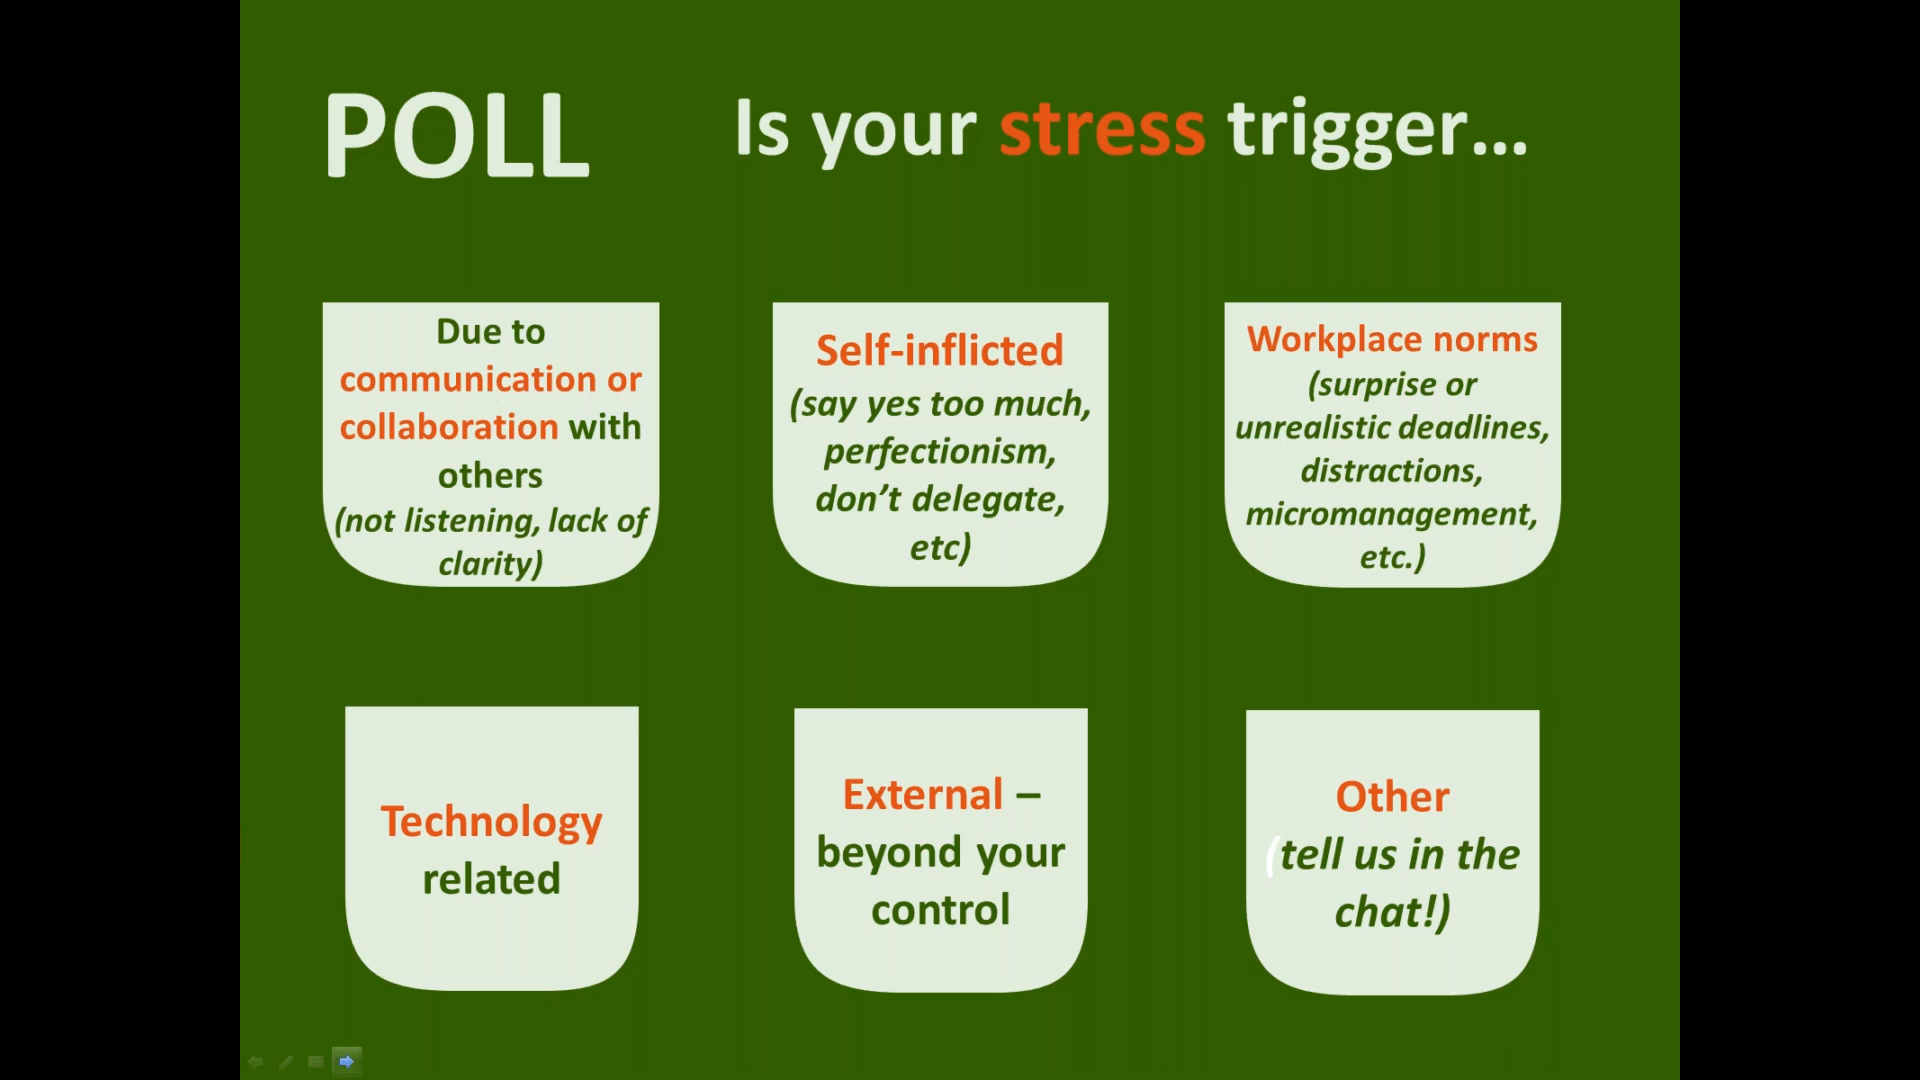 POLL
Is your stress trigger...
Due to
communication or
collaboration with
others
(not listening, lack of
clarity)
Self-inflicted
(say yes too much,
perfectionism,
don’t delegate,
etc)
Workplace norms
(surprise or
unrealistic deadlines,
distractions,
micromanagement,
etc.)
Technology
related
External –
beyond your
control
Other
(tell us in the
chat!)